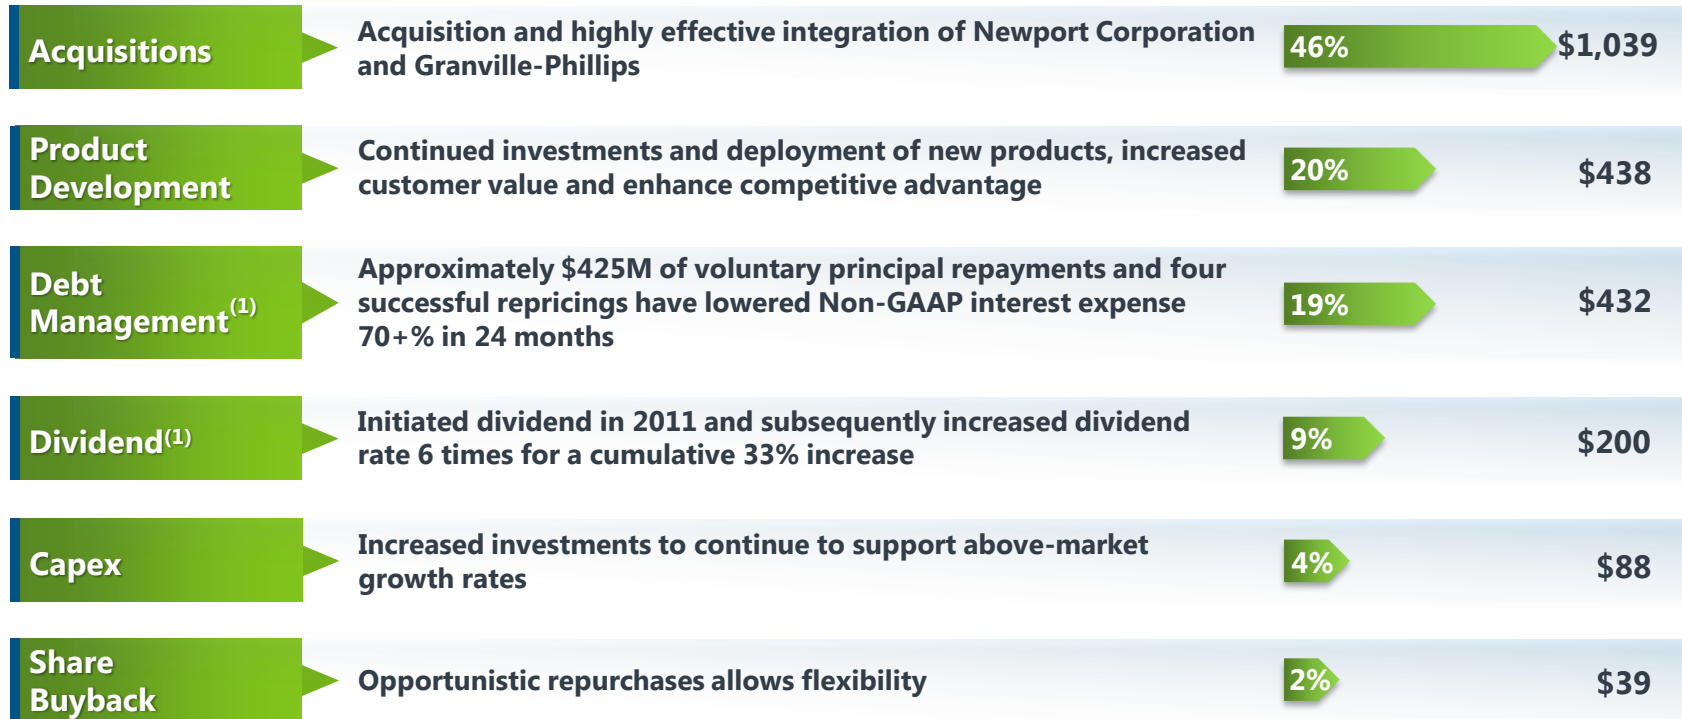 Acquisitions
Acquisition and highly effective integration of Newport Corporation
and Granville-Phillips
46%
$1,039
Product
Development
Continued investments and deployment of new products, increased
customer value and enhance competitive advantage
20%
$438
Debt
Management(1)
Approximately $425M of voluntary principal repayments and four
successful repricings have lowered Non-GAAP interest expense
70+% in 24 months
19%
$432
Dividend(1)
Initiated dividend in 2011 and subsequently increased dividend
rate 6 times for a cumulative 33% increase
9%
$200
Capex
Increased investments to continue to support above-market
growth rates
4%
$88
Share
Buyback
Opportunistic repurchases allows flexibility
2%
$39